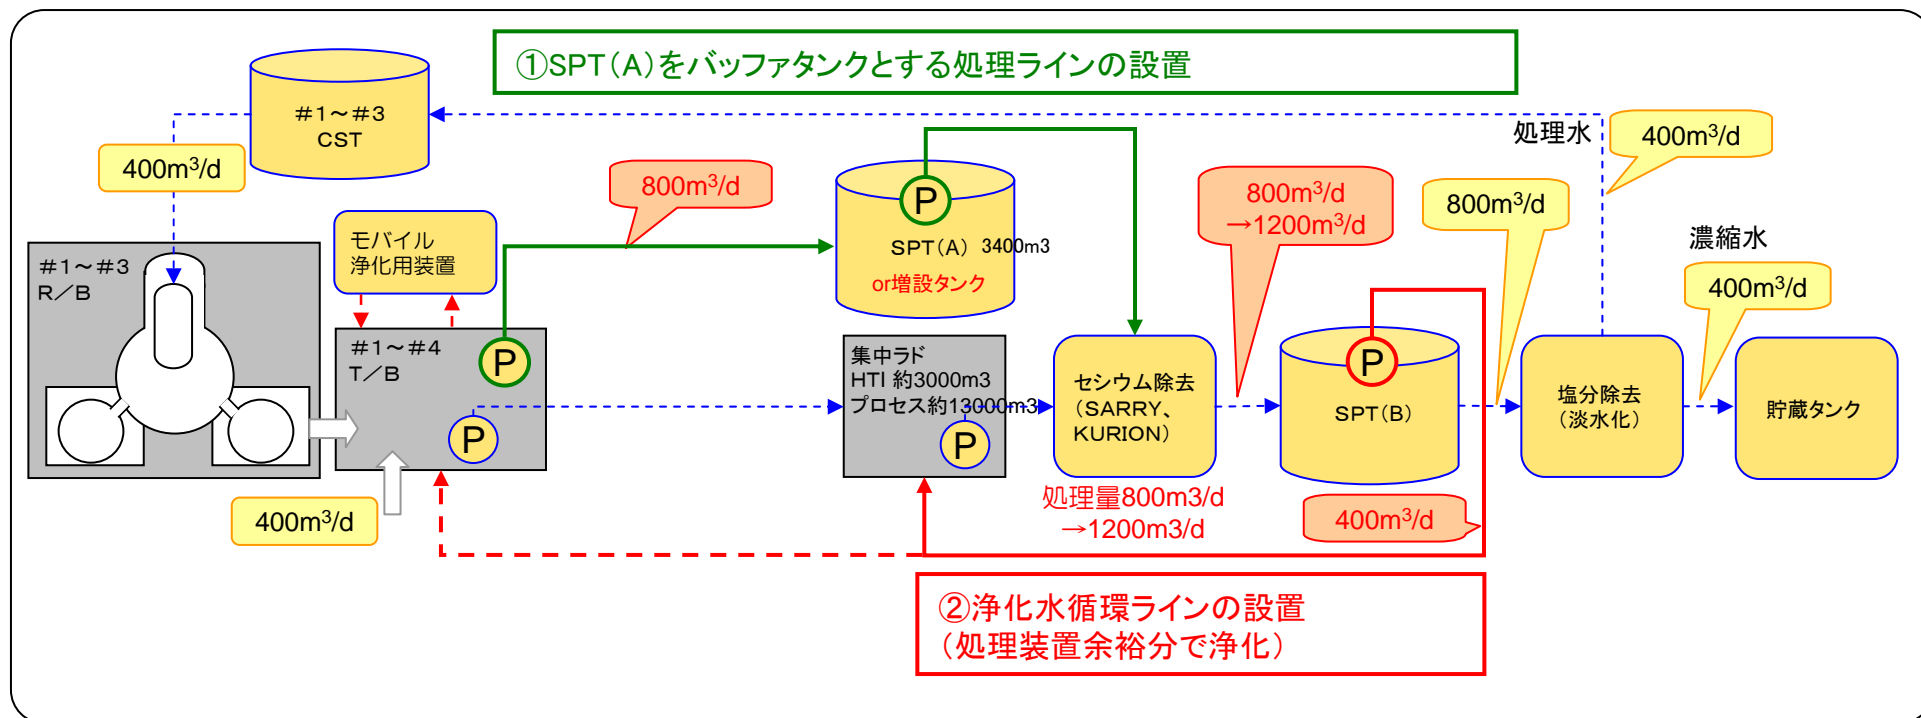 ①SPT(A)をバッファタンクとする処理ラインの設置
#1~#3
CST
400m³/d
処理水
400m³/d
800m³/d
800m³/d
→1200m³/d
800m³/d
濃縮水
400m³/d
モバイル
浄化用装置
P
SPT(A) 3400m3
or増設タンク
#1~#3
R/B
#1~#4
T/B
P
P
集中ラド
HTI 約3000m3
プロセス約13000m3
P
セシウム除去
(SARRY、
KURION)
処理量800m3/d
→1200m3/d
P
SPT(B)
400m³/d
塩分除去
(淡水化)
貯蔵タンク
400m³/d
②浄化水循環ラインの設置
(処理装置余裕分で浄化)